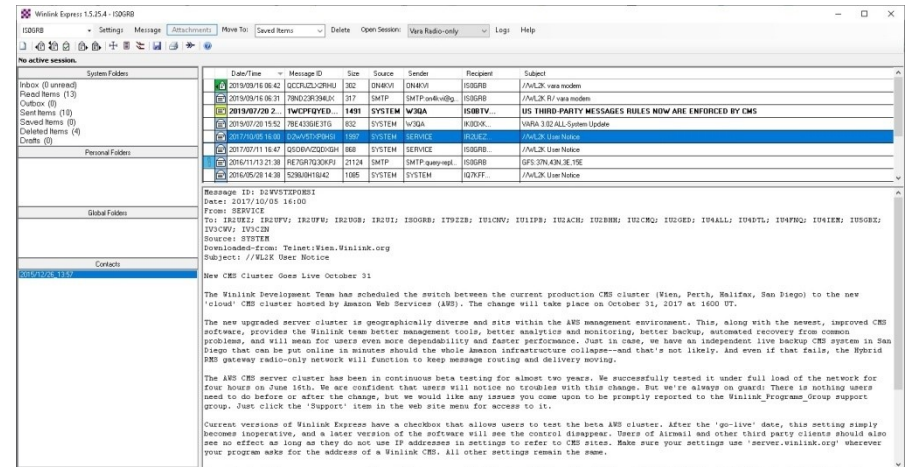 Winlink Express 1.5.25.4 - IS0GRB
IS0GRB Settings Message Attachments Move To: Saved Items Delete Open Session: Vara Radio-only Logs Help
No active session.
System Folders
Inbox (0 unread)
Read Items (13)
Outbox (0)
Sent Items (18)
Saved Items (0)
Deleted Items (4)
Drafts (0)
Personal Folders
Global Folders
Contacts
2015/12/26_13:57
Date/Time Message ID Size Source Sender Recipient Subject
2019/09/16 06:42 302 ON4KVI ON4KVI IS0GRB //WL2K vara modem
2019/09/16 06:31 78IND23R394UX 317 SMTP SMTP:on4kvi@g... IS0GRB //WL2K R/ vara modem
2019/07/20 2... 1WCPFQYED... 1491 SYSTEM W3QA IS0BTV... US THIRD-PARTY MESSAGES RULES NOW ARE ENFORCED BY CMS
2019/07/20 15:52 78E433GIE3TG 832 SYSTEM W3QA VARA 3.02 ALL-System Update
2017/10/05 16:00 D2WV5TXP0HSI 1997 SYSTEM SERVICE IR2UEZ... //WL2K User Notice
2017/07/11 16:47 868 SYSTEM SERVICE IS0GRB... //WL2K User Notice
2016/11/13 21:38 RE7GR7Q30KPJ 21124 SMTP SMTP:query-repl... IS0GRB GFS:37N,43N,3E,15E
2016/05/28 14:38 5298J0H18J42 1085 SYSTEM SYSTEM IQ7KFF... //WL2K User Notice
Message ID: D2WV5TXP0HSI
Date: 2017/10/05 16:00
From: SERVICE
To: IR2UEZ; IR2UFV; IR2UFW; IR2UGB; IR2UI; IS0GRB; IT9ZZB; IU1CNV; IU1IPB; IU2ACH; IU2BHH; IU2CMQ; IU2GED; IU4ALL; IU4DTL; IU4FNQ; IU4IEM; IU5GBX;
IV3CWV; IV3CZN
Source: SYSTEM
Downloaded-from: Telnet:Wien.Winlink.org
Subject: //WL2K User Notice
New CMS Cluster Goes Live October 31
The Winlink Development Team has scheduled the switch between the current production CMS cluster (Wien, Perth, Halifax, San Diego) to the new
'cloud' CMS cluster hosted by Amazon Web Services (AWS). The change will take place on October 31, 2017 at 1600 UT.
The new upgraded server cluster is geographically diverse and sits within the AWS management environment. This, along with the newest, improved CMS
software, provides the Winlink team better management tools, better analytics and monitoring, better backup, automated recovery from common
problems, and will mean for users even more dependability and faster performance. Just in case, we have an independent live backup CMS system in San
Diego that can be put online in minutes should the whole Amazon infrastructure collapse--and that's not likely. And even if that fails, the Hybrid
RMS gateway radio-only network will function to keep message routing and delivery moving.
The AWS CMS server cluster has been in continuous beta testing for almost two years. We successfully tested it under full load of the network for
four hours on June 16th. We are confident that users will notice no troubles with this change. But we're always on guard: There is nothing users
need to do before or after the change, but we would like any issues you come upon to be promptly reported to the Winlink_Programs_Group support
group. Just click the 'Support' item in the web site menu for access to it.
Current versions of Winlink Express have a checkbox that allows users to test the beta AWS cluster. After the 'go-live' date, this setting simply
becomes inoperative, and a later version of the software will see the control disappear. Users of Airmail and other third party clients should also
see no effect as long as they do not use IP addresses in settings to refer to CMS sites. Make sure your settings use 'server.winlink.org' wherever
your program asks for the address of a Winlink CMS. All other settings remain the same.